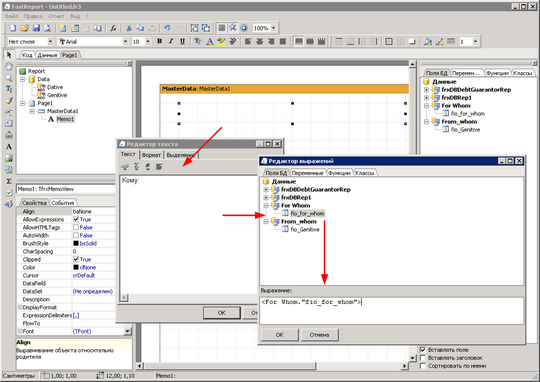 FastReport - Untitled.fr3
Файл Правка Отчет Вид ?
100%
Нет стиля Arial 10
Код Данные Page1
Report
Data
Dative
Genitive
Page1
MasterData1
Memo1
MasterData: MasterData1
Поля БД Перемен... Функции Классы
Данные
frxDBDebtGuarantorRep
frxDBRep1
For Whom
fio_for_whom
From_whom
fio_Genitive
Редактор текста
Текст Формат Выделение
Кому:
OK
Редактор выражений
Поля БД Переменные Функции Классы
Данные
frxDBDebtGuarantorRep
frxDBRep1
For Whom
fio_for_whom
From_whom
fio_Genitive
Выражение:
<For Whom."fio_for_whom">
OK Отмена
Memo1: TfrxMemoView
Свойства События
Align baNone
AllowExpressions True
AllowHTMLTags False
AutoWidth False
BrushStyle bsSolid
CharSpacing 0
Clipped True
Color clNone
Cursor crDefault
DataField
DataSet (Не определен)
Description
DisplayFormat
ExpressionDelimiters [,]
FlowTo
Font (TFont)
Align
Выравнивание объекта относительно
родителя
Вставлять поле
Вставлять заголовок
Сортировать по имени
Сантиметры 1,00; 1,00 12,00; 1,10 Memo1: